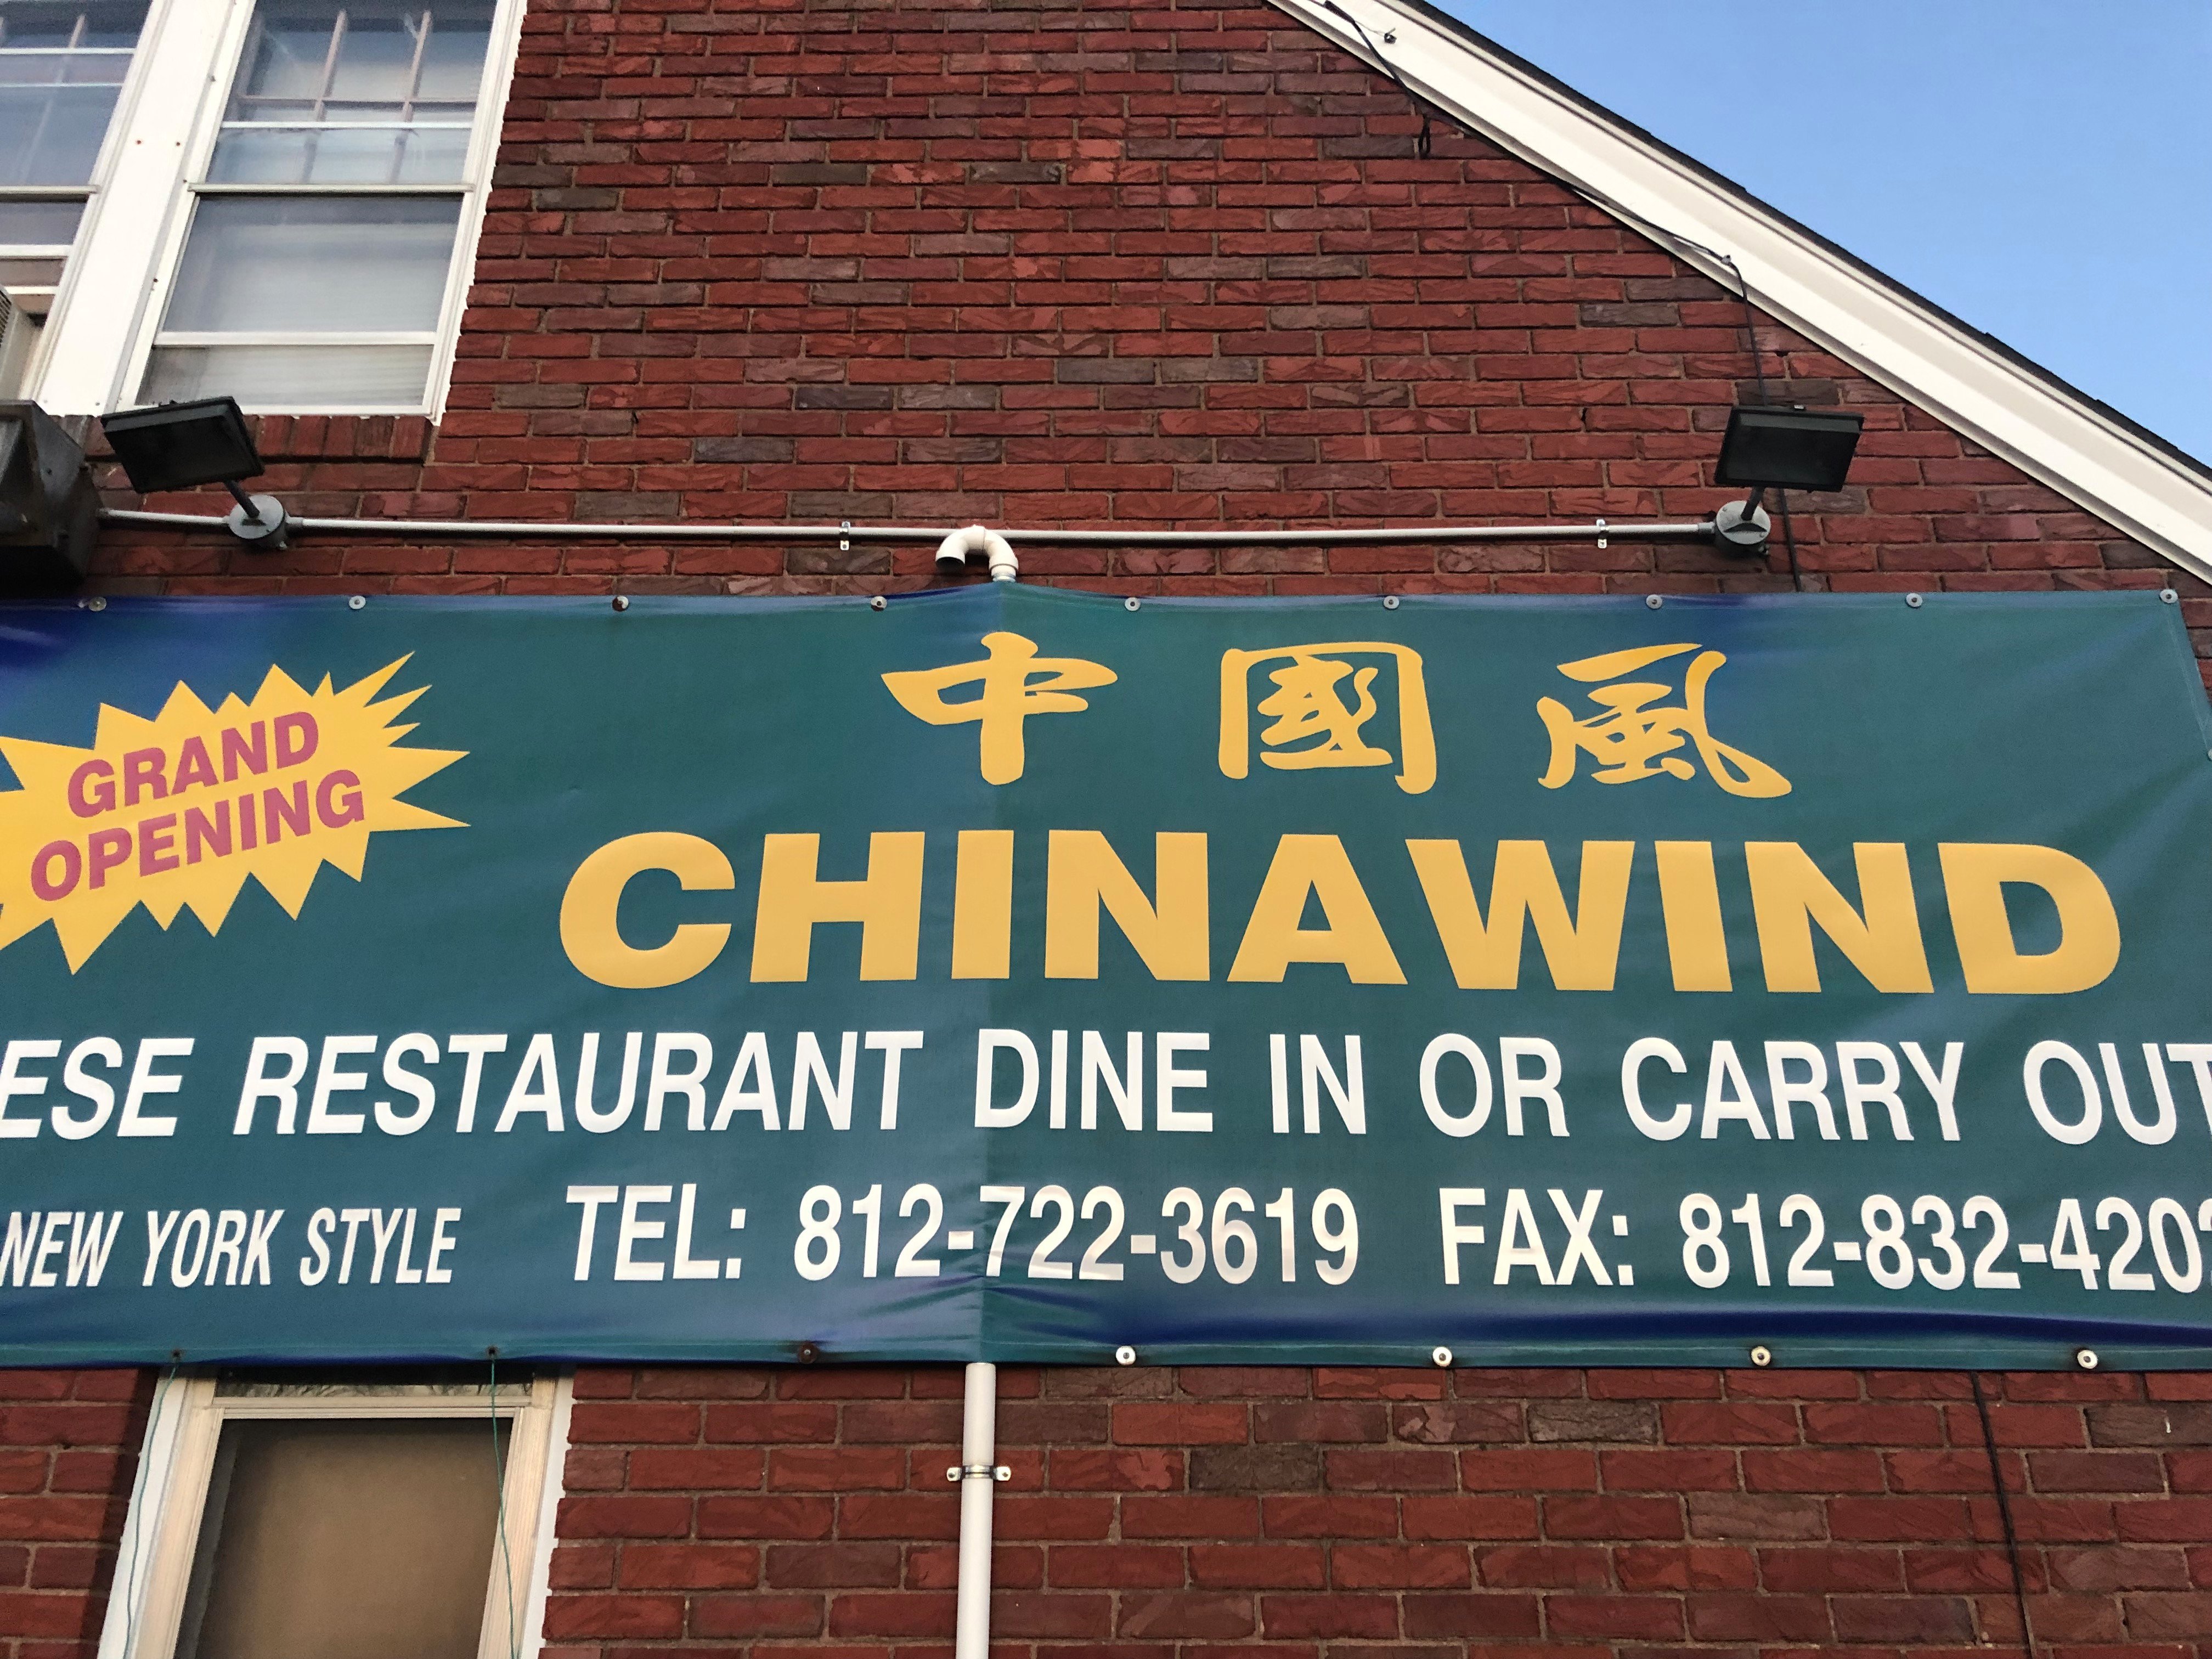 中國風
GRAND
OPENING
CHINAWIND
ESE RESTAURANT DINE IN OR CARRY OUT
NEW YORK STYLE TEL: 812-722-3619 FAX: 812-832-420